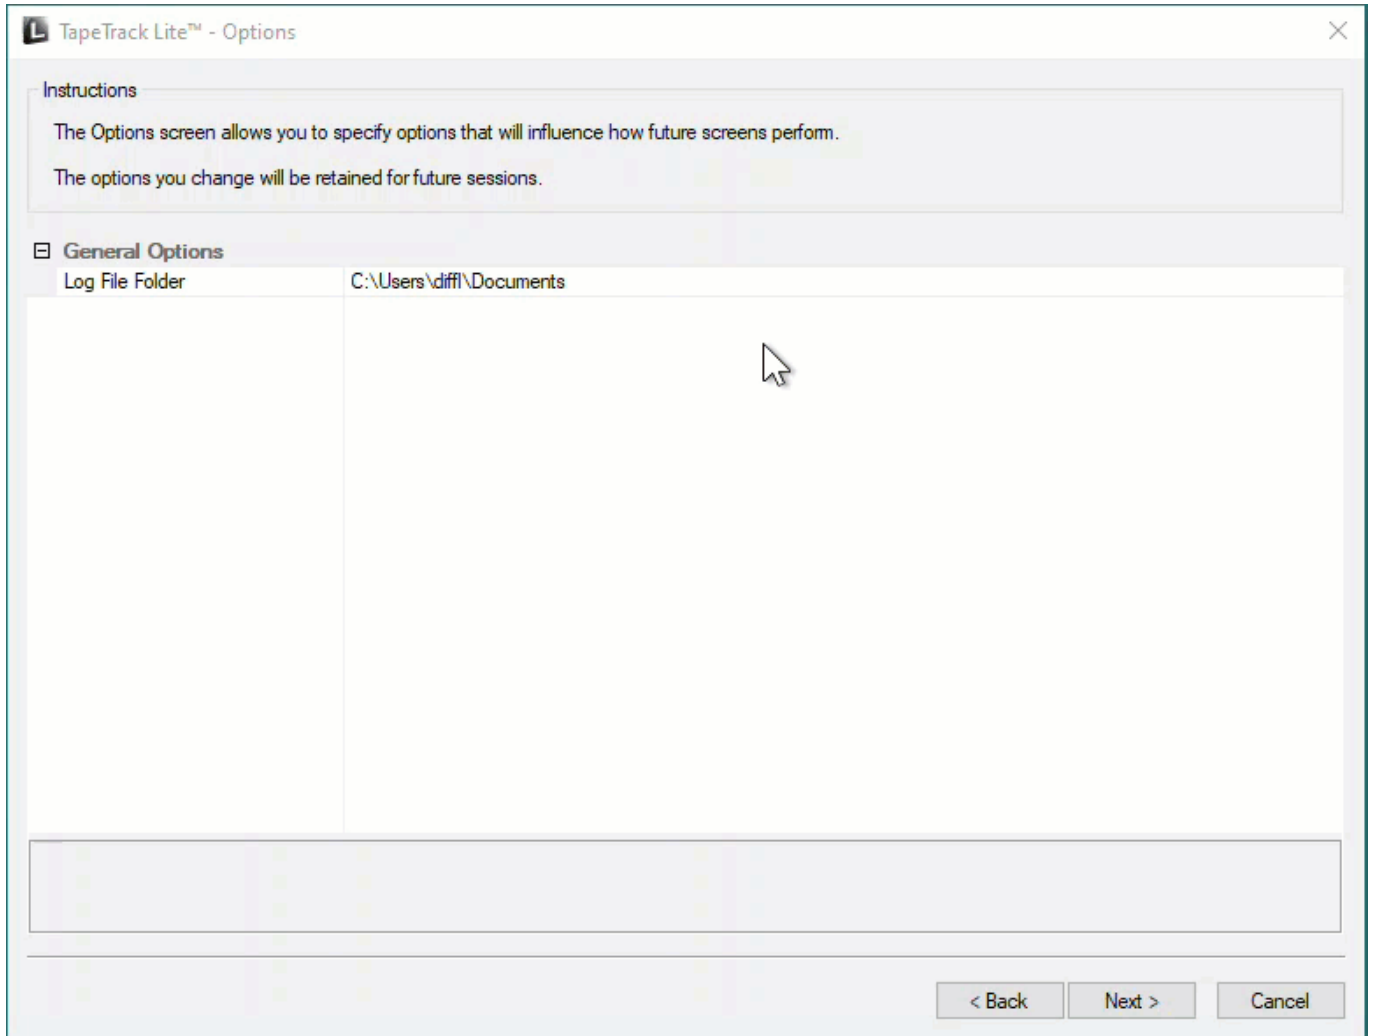 TapeTrack Lite™ - Options
Instructions
The Options screen allows you to specify options that will influence how future screens perform.
The options you change will be retained for future sessions.
General Options
Log File Folder C:\Users\diffl\Documents
< Back Next > Cancel